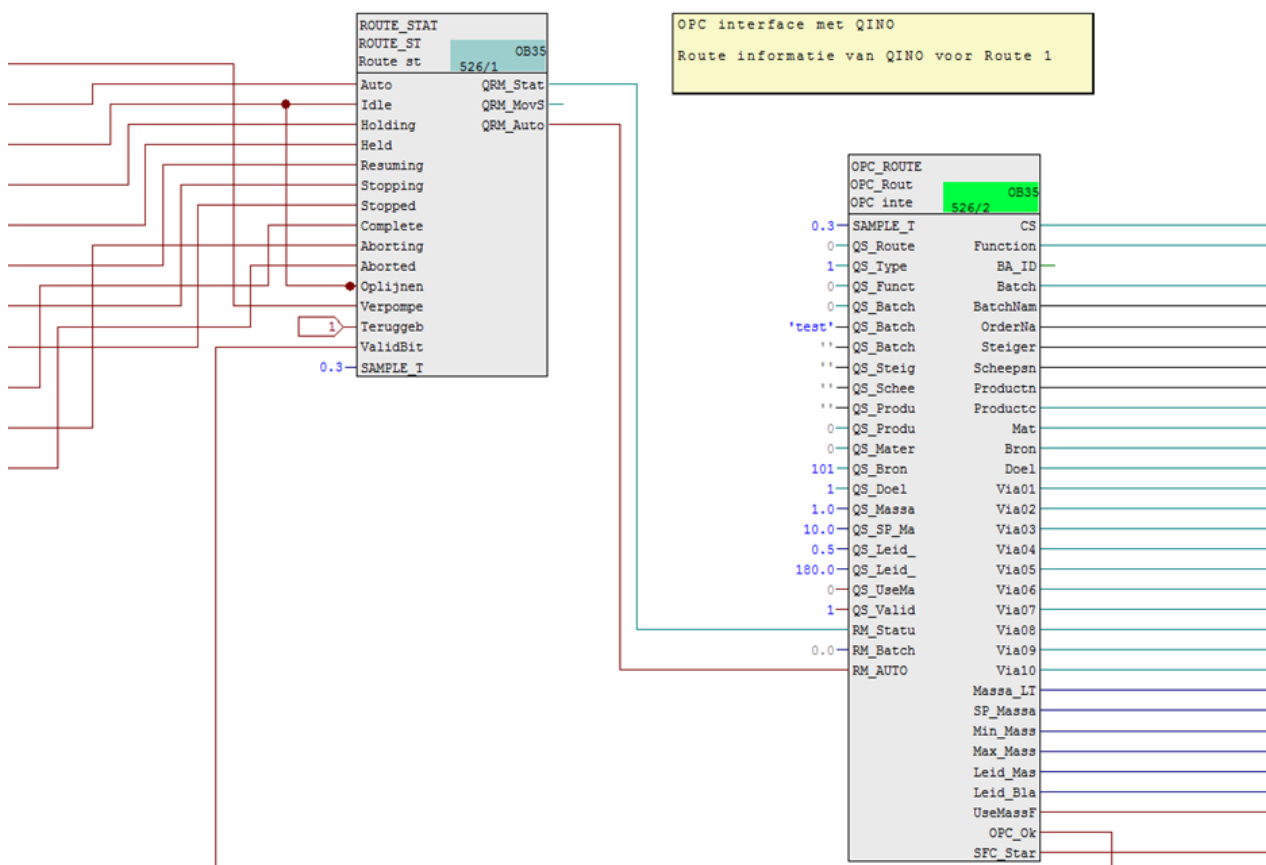 ROUTE_STAT
ROUTE_ST OB35
Route st 526/1
Auto QRM_Stat
Idle QRM_MovS
Holding QRM_Auto
Held
Resuming
Stopping
Stopped
Complete
Aborting
Aborted
Oplijnen
Verpompe
1 Teruggeb
ValidBit
0.3 SAMPLE_T
OPC interface met QINO
Route informatie van QINO voor Route 1
OPC_ROUTE
OPC_Rout OB35
OPC inte 526/2
0.3 SAMPLE_T CS
0 QS_Route Function
1 QS_Type BA_ID
0 QS_Funct Batch
0 QS_Batch BatchNam
'test' QS_Batch OrderNa
'' QS_Batch Steiger
'' QS_Steig Scheepsn
'' QS_Schee Productn
'' QS_Produ Productc
0 QS_Produ Mat
0 QS_Mater Bron
101 QS_Bron Doel
1 QS_Doel Via01
1.0 QS_Massa Via02
10.0 QS_SP_Ma Via03
0.5 QS_Leid_ Via04
180.0 QS_Leid_ Via05
0 QS_UseMa Via06
1 QS_Valid Via07
RM_Statu Via08
0.0 RM_Batch Via09
RM_AUTO Via10
Massa_LT
SP_Massa
Min_Mass
Max_Mass
Leid_Mas
Leid_Bla
UseMassF
OPC_Ok
SFC_Star